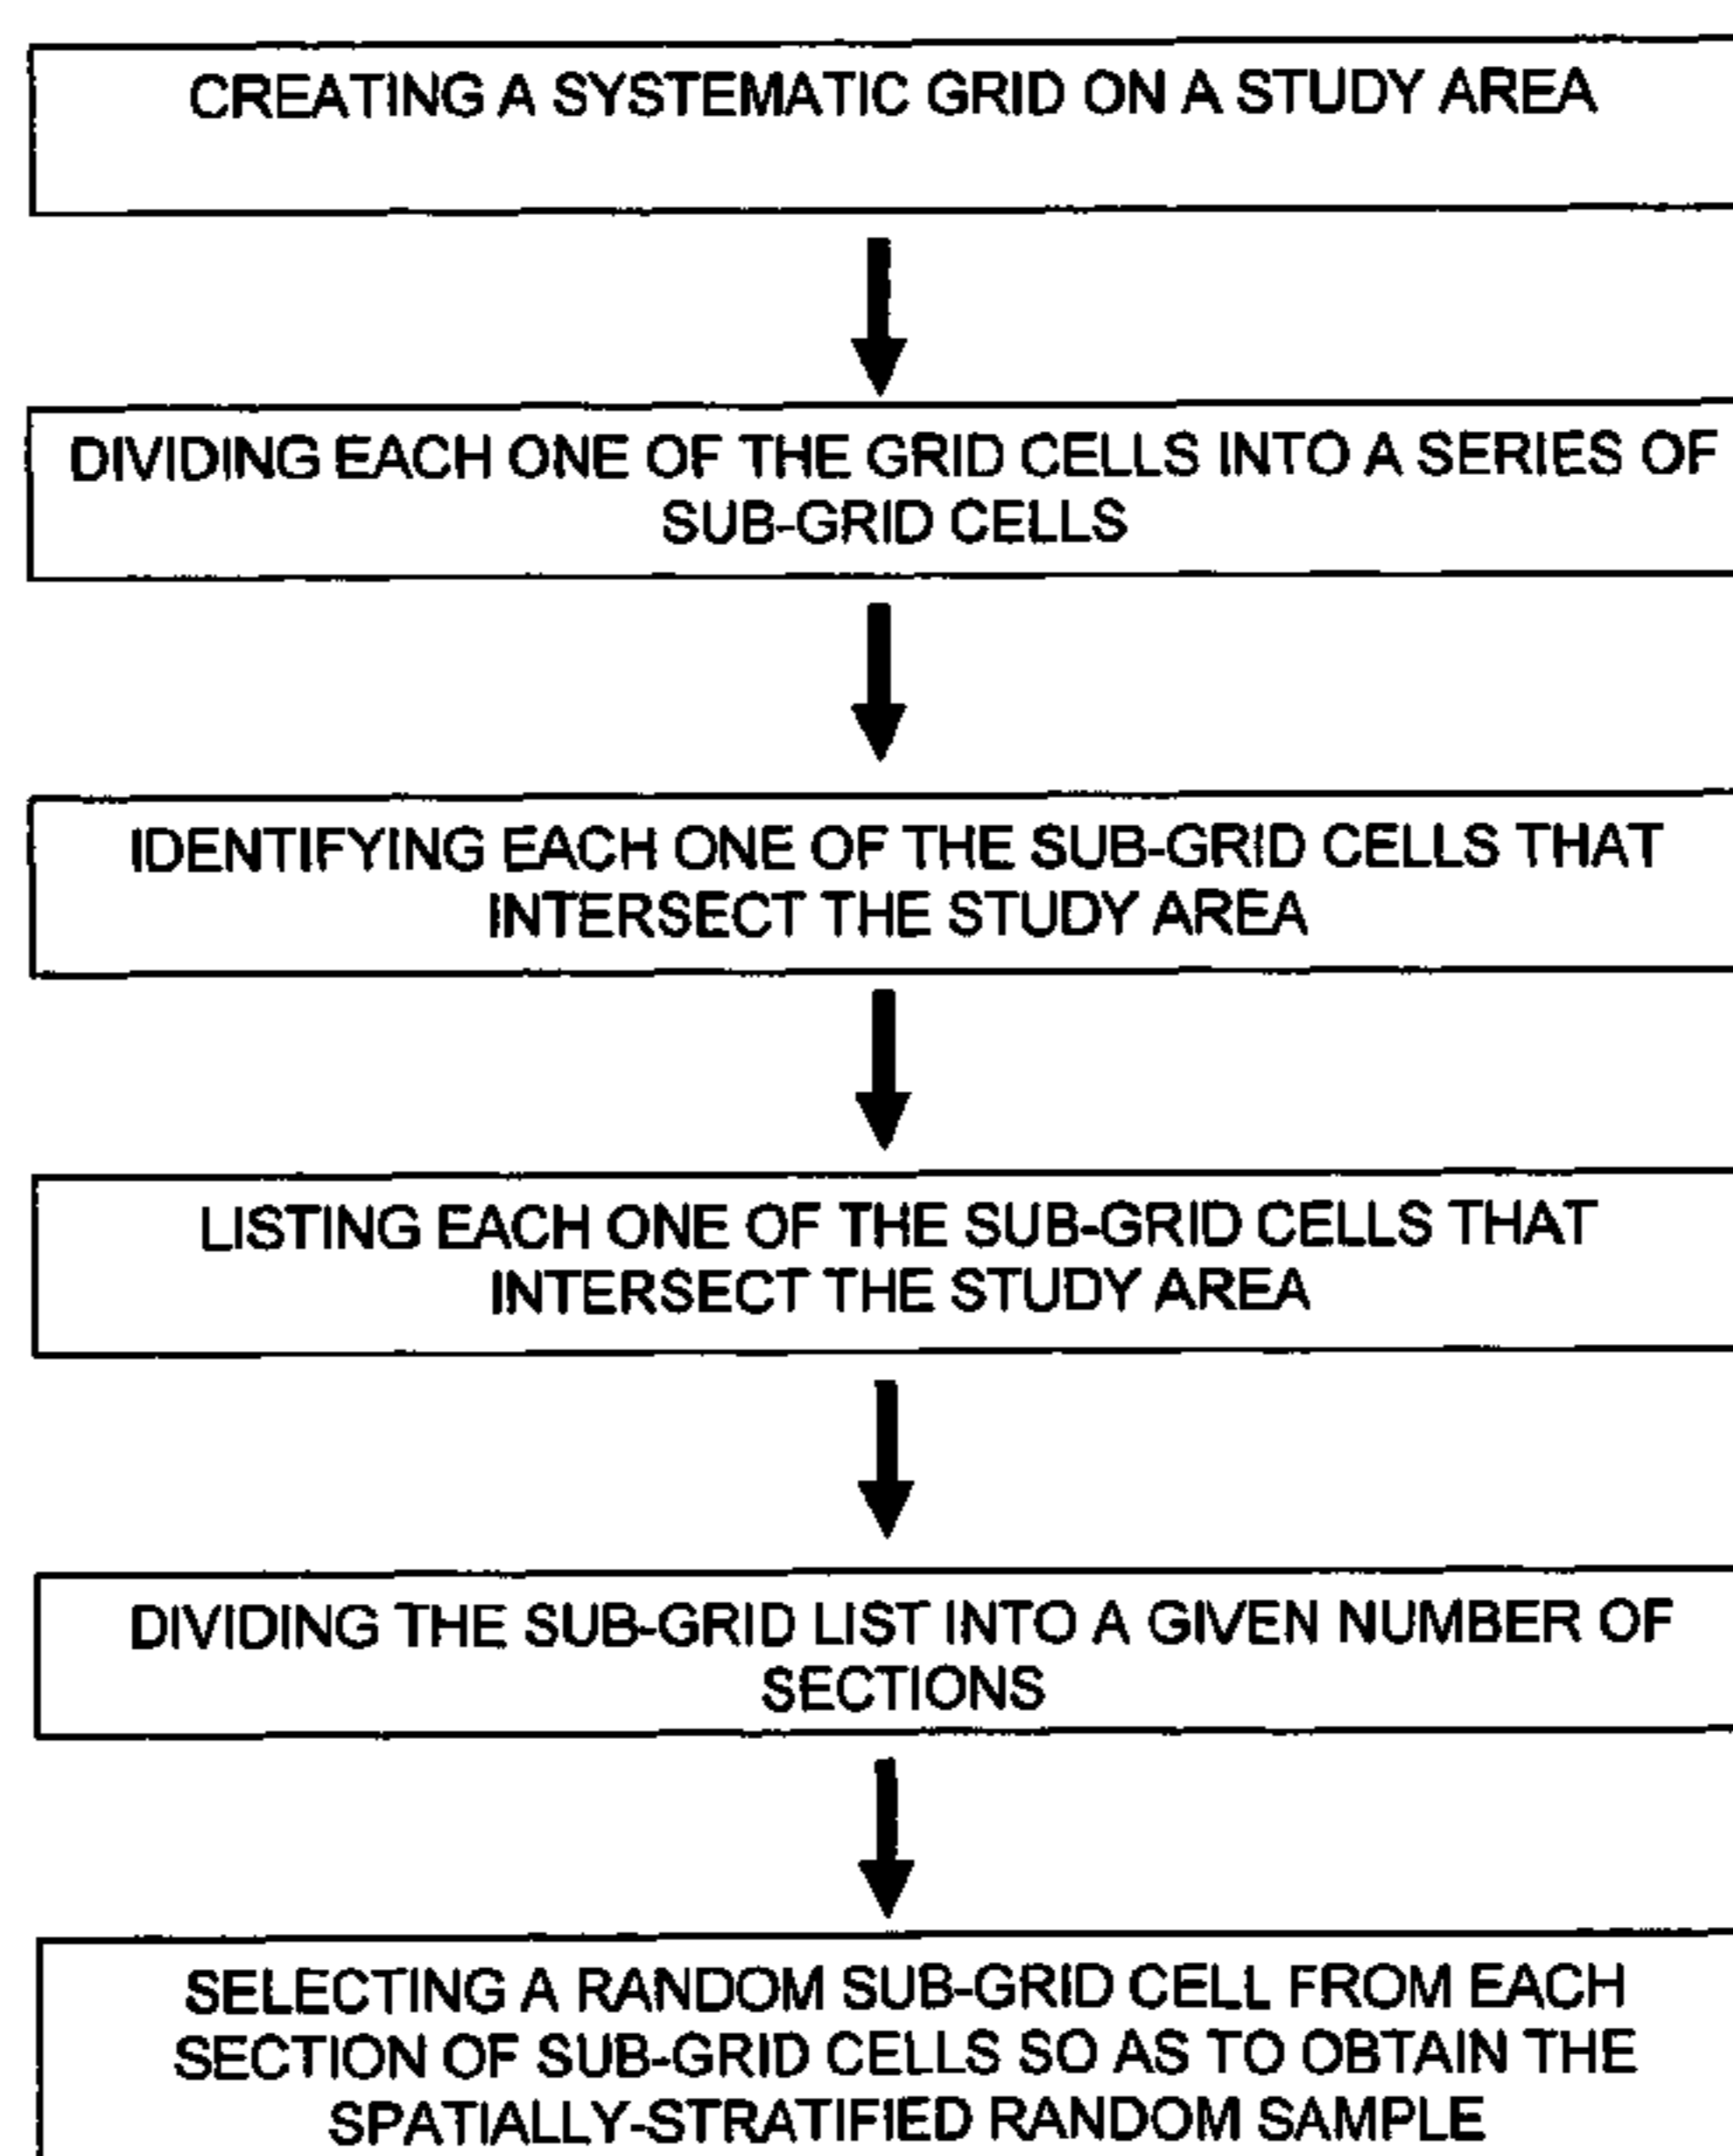 CREATING A SYSTEMATIC GRID ON A STUDY AREA
DIVIDING EACH ONE OF THE GRID CELLS INTO A SERIES OF
SUB-GRID CELLS
IDENTIFYING EACH ONE OF THE SUB-GRID CELLS THAT
INTERSECT THE STUDY AREA
LISTING EACH ONE OF THE SUB-GRID CELLS THAT
INTERSECT THE STUDY AREA
DIVIDING THE SUB-GRID LIST INTO A GIVEN NUMBER OF
SECTIONS
SELECTING A RANDOM SUB-GRID CELL FROM EACH
SECTION OF SUB-GRID CELLS SO AS TO OBTAIN THE
SPATIALLY-STRATIFIED RANDOM SAMPLE